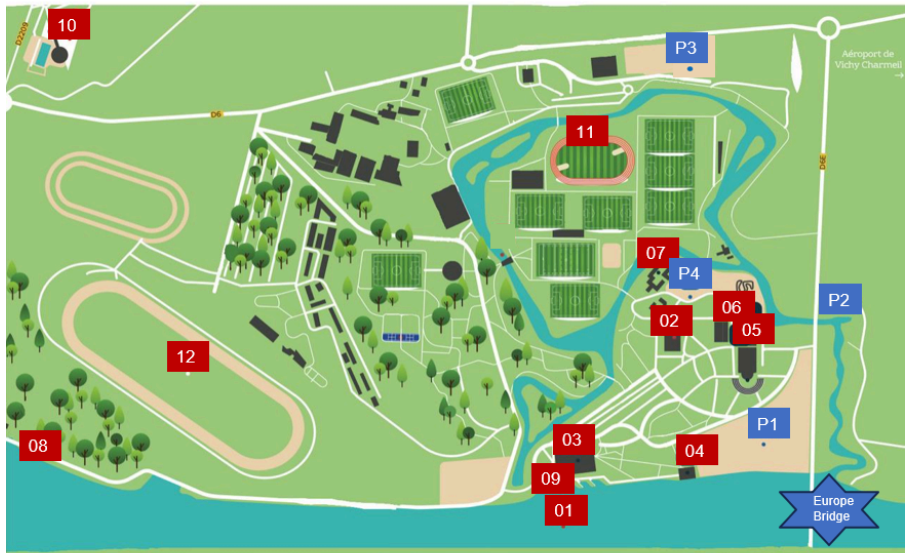 10
D2209
P3
Aéroport de
Vichy Charmeil
→
D6
11
D6E
07
P4
P2
06
02
05
12
P1
03
08
04
09
01
Europe
Bridge